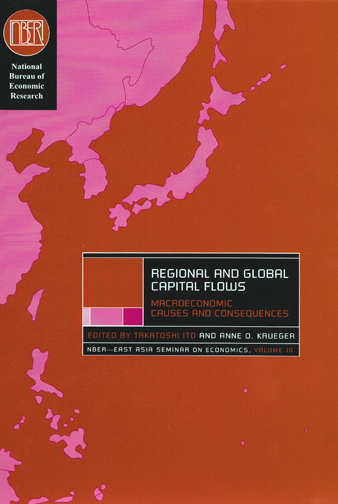 NBER
National
Bureau of
Economic
Research
REGIONAL AND GLOBAL
CAPITAL FLOWS
MACROECONOMIC
CAUSES AND CONSEQUENCES
EDITED BY TAKATOSHI ITO AND ANNE O. KRUEGER
NBER—EAST ASIA SEMINAR ON ECONOMICS, VOLUME 10